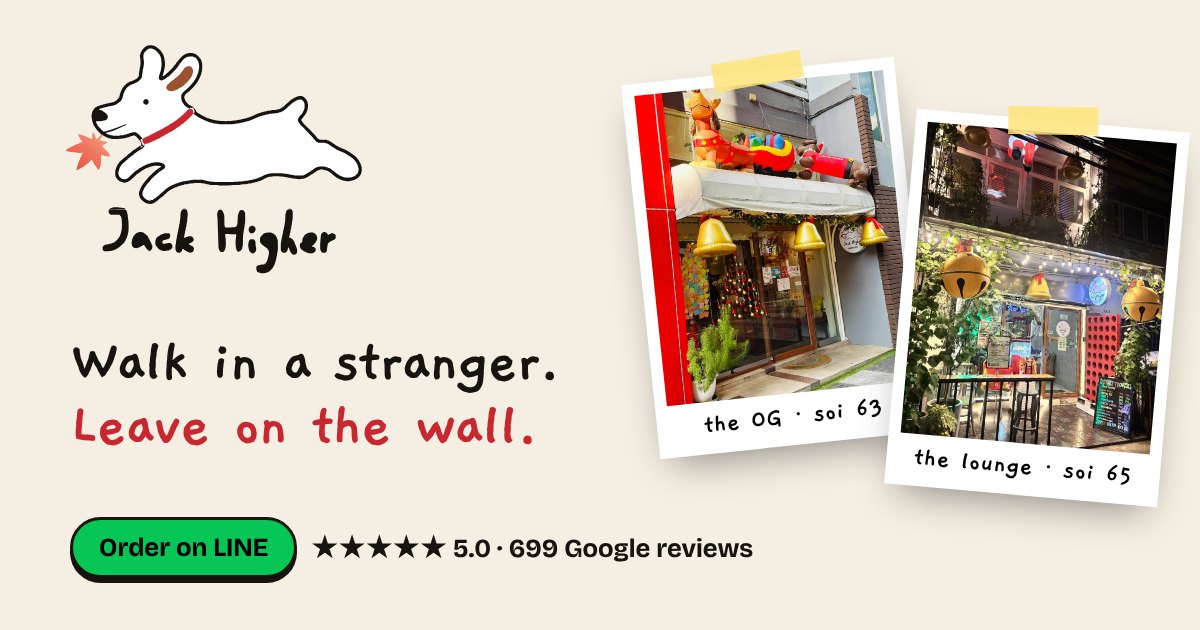 Jack Higher
Walk in a stranger.
Leave on the wall.
Order on LINE
★★★★★ 5.0 · 699 Google reviews
the OG · soi 63
the lounge · soi 65